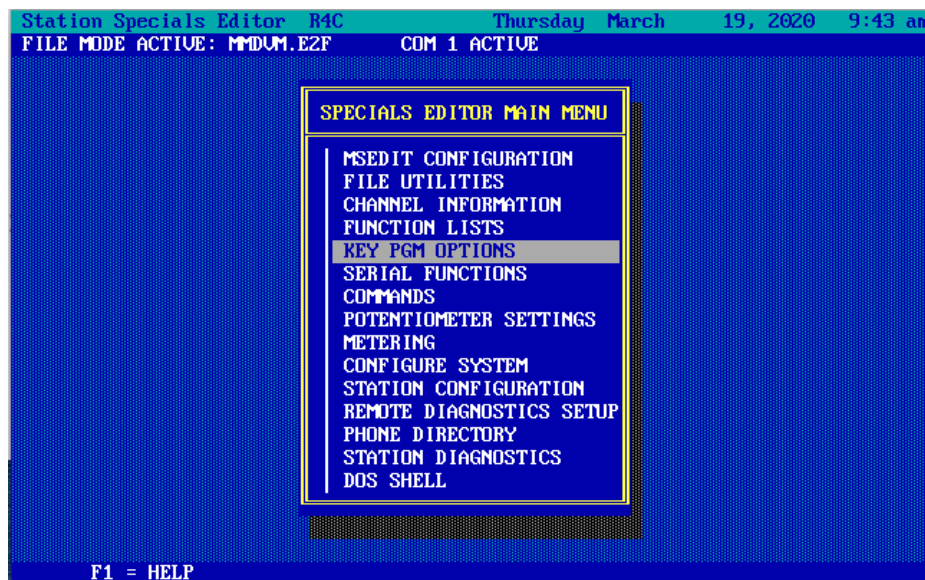 Station Specials Editor R4C Thursday March 19, 2020 9:43 am
FILE MODE ACTIVE: MMDVM.E2F COM 1 ACTIVE
SPECIALS EDITOR MAIN MENU
MSEDIT CONFIGURATION
FILE UTILITIES
CHANNEL INFORMATION
FUNCTION LISTS
KEY PGM OPTIONS
SERIAL FUNCTIONS
COMMANDS
POTENTIOMETER SETTINGS
METERING
CONFIGURE SYSTEM
STATION CONFIGURATION
REMOTE DIAGNOSTICS SETUP
PHONE DIRECTORY
STATION DIAGNOSTICS
DOS SHELL
F1 = HELP